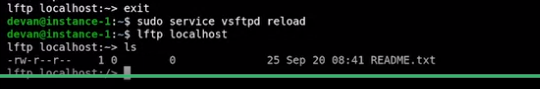 lftp localhost:~> exit
devan@instance-1:~$ sudo service vsftpd reload
devan@instance-1:~$ lftp localhost
lftp localhost:~> ls
-rw-r--r-- 1 0 0 25 Sep 20 08:41 README.txt
lftp localhost:/>